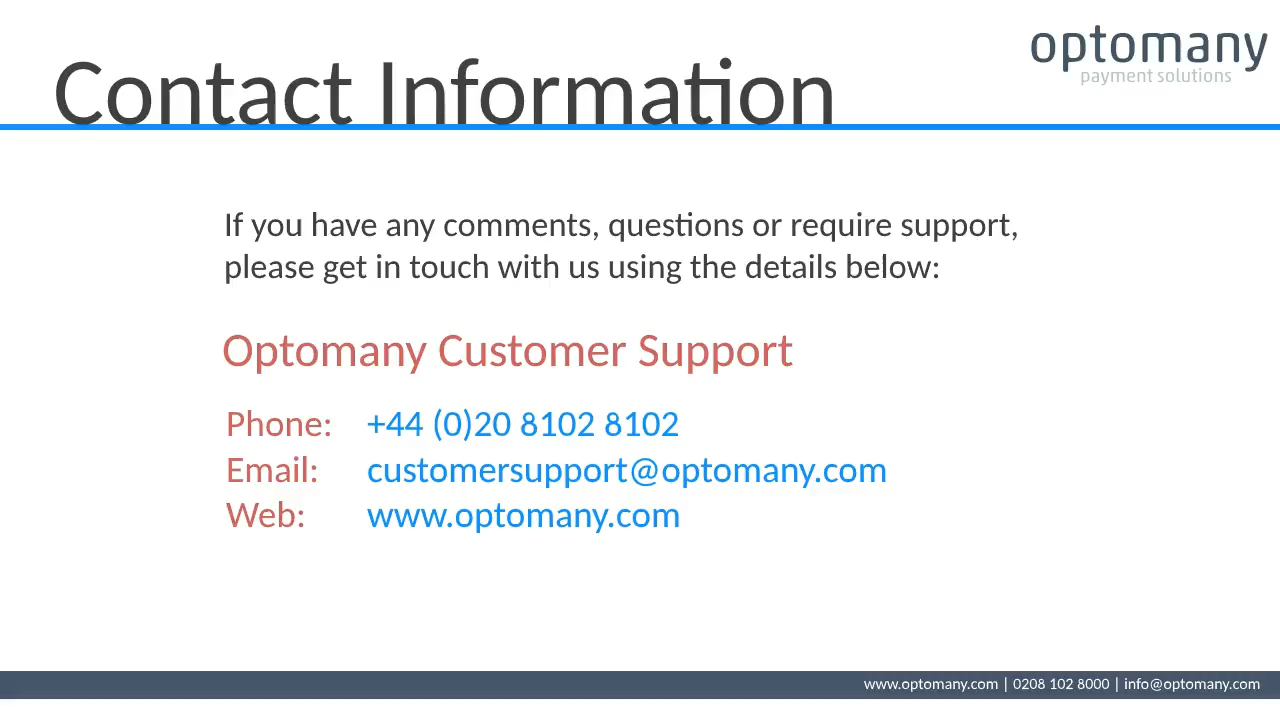 optomany
payment solutions
Contact Information
If you have any comments, questions or require support,
please get in touch with us using the details below:
Optomany Customer Support
Phone: +44 (0)20 8102 8102
Email: customersupport@optomany.com
Web: www.optomany.com
www.optomany.com | 0208 102 8000 | info@optomany.com